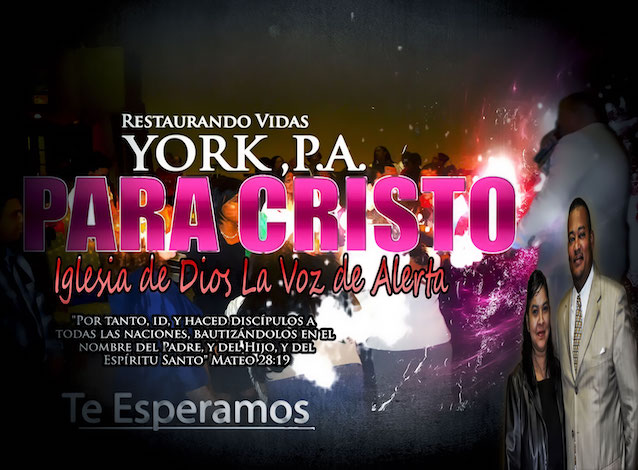 Restaurando Vidas
York ,P.A.
PARA CRISTO
Iglesia de Dios La Voz de Alerta
"Por tanto, id, y haced discípulos a
todas las naciones, bautizándolos en el
nombre del Padre, y del Hijo, y del
Espíritu Santo" Mateo 28:19
Te Esperamos